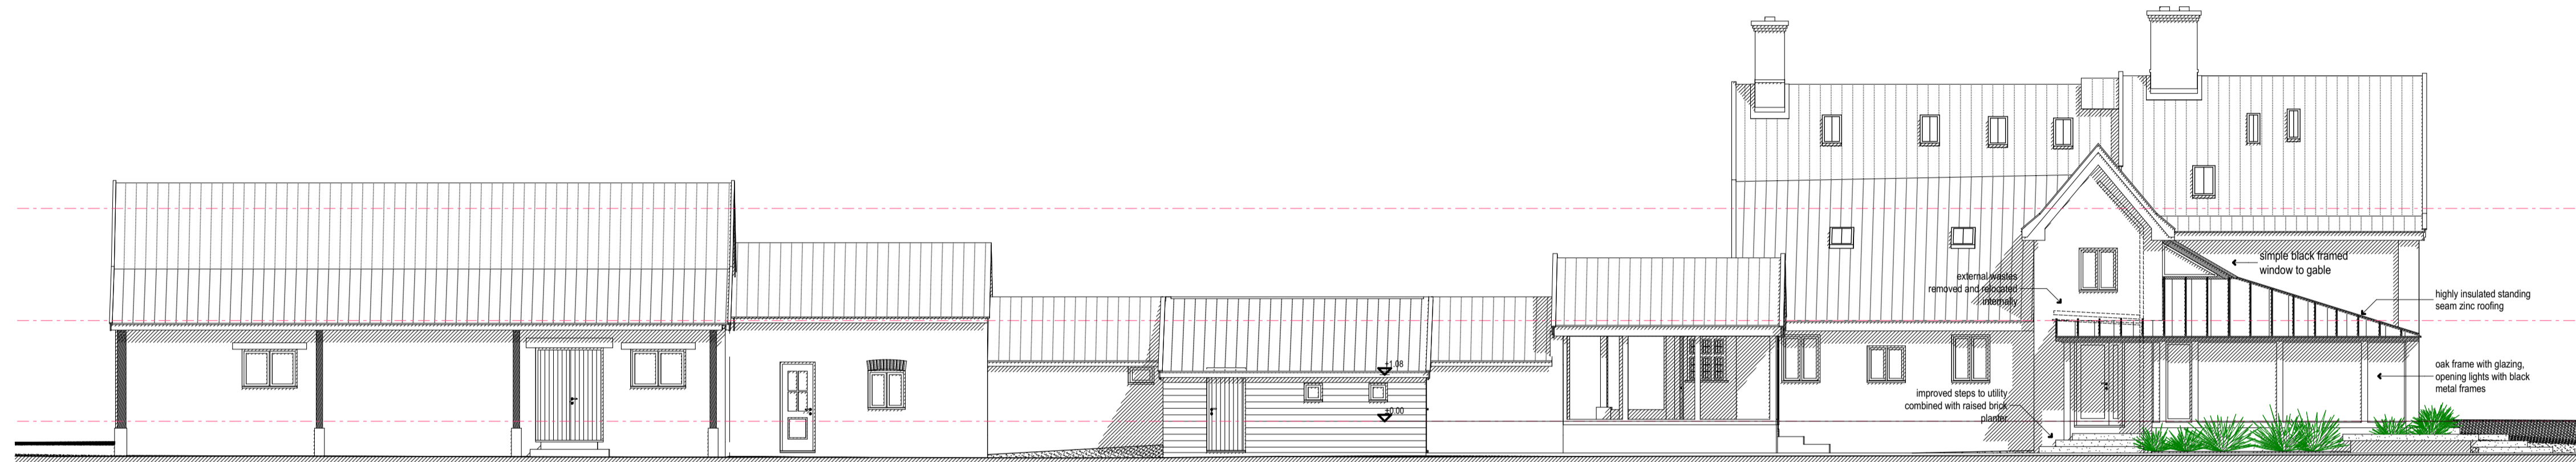 +1.08
±0.00
external wastes
removed and relocated
internally
improved steps to utility
combined with raised brick
planter
simple black framed
window to gable
highly insulated standing
seam zinc roofing
oak frame with glazing,
opening lights with black
metal frames